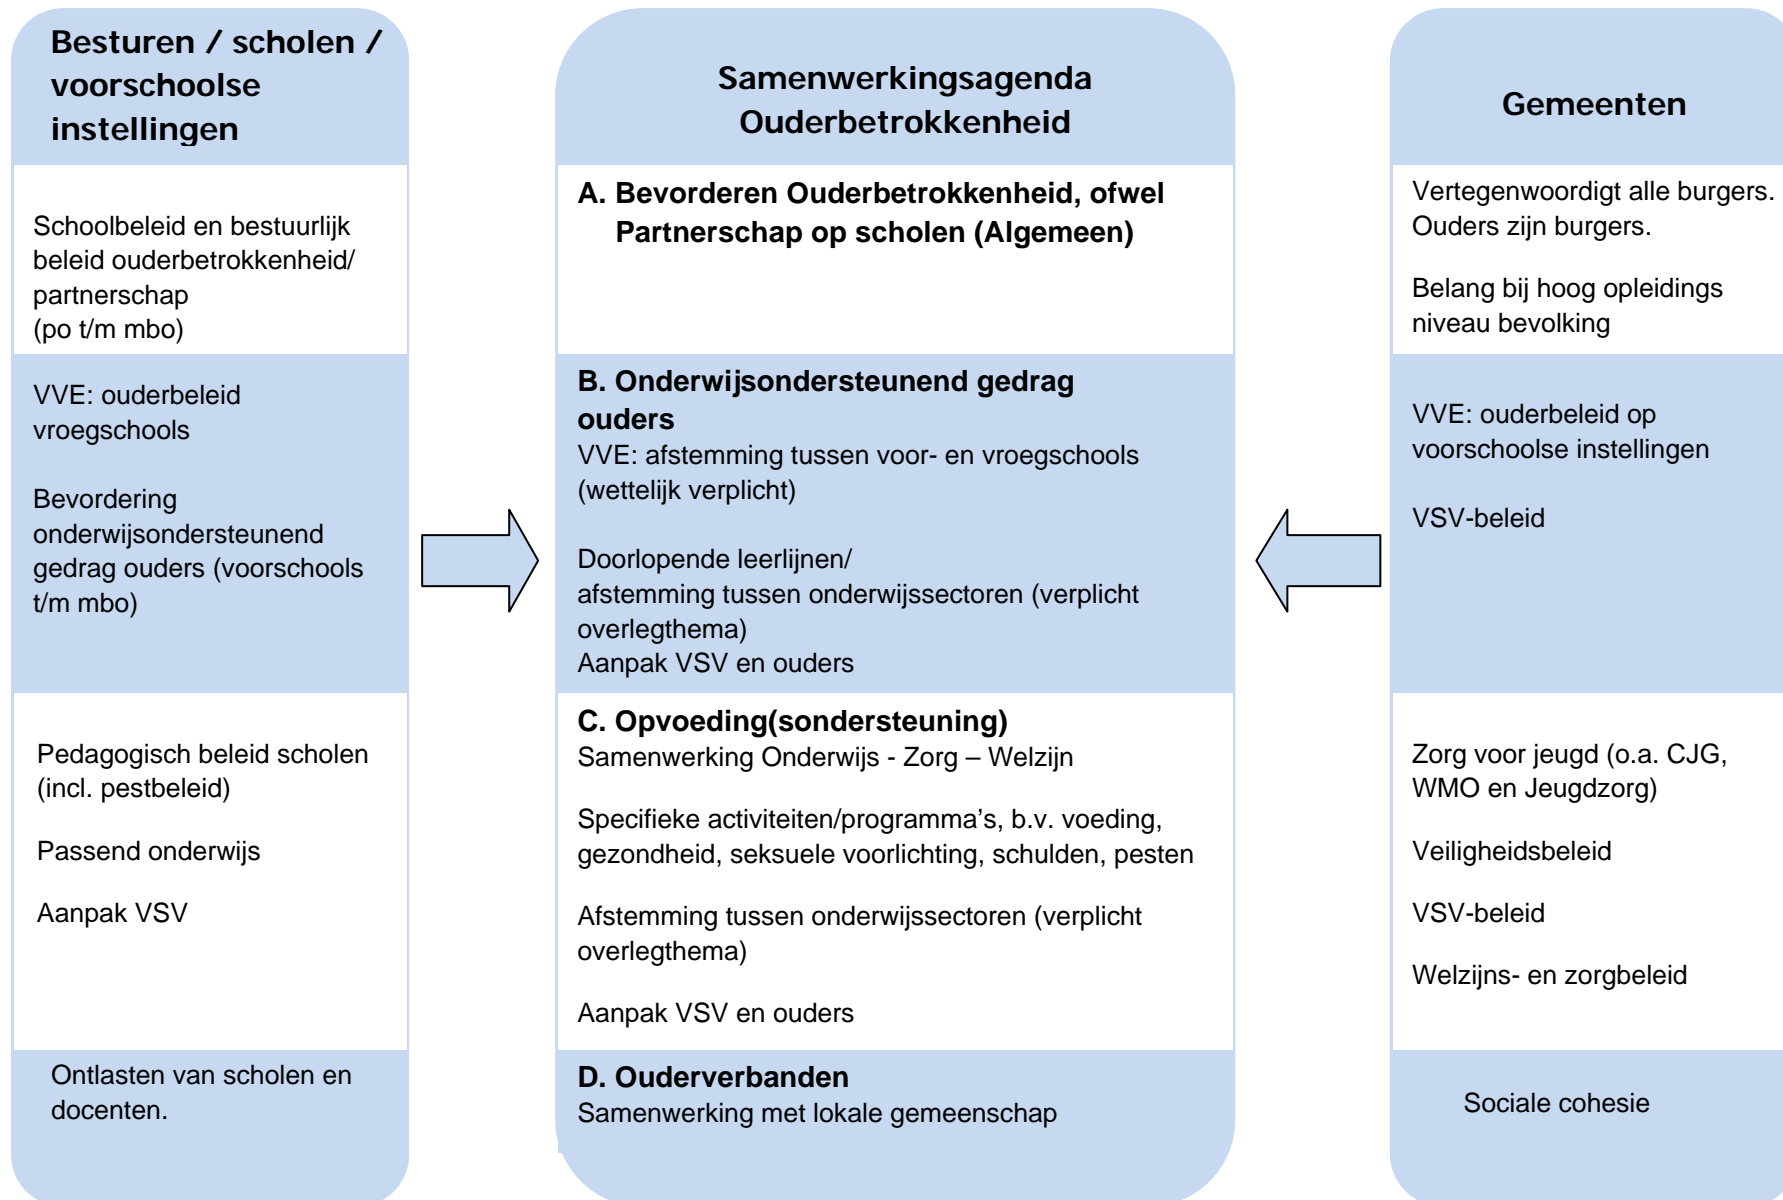 Besturen / scholen /
voorschoolse
instellingen
Schoolbeleid en bestuurlijk
beleid ouderbetrokkenheid/
partnerschap
(po t/m mbo)
VVE: ouderbeleid
vroegschools
Bevordering
onderwijsondersteunend
gedrag ouders (voorschools
t/m mbo)
Pedagogisch beleid scholen
(incl. pestbeleid)
Passend onderwijs
Aanpak VSV
Ontlasten van scholen en
docenten.
Samenwerkingsagenda
Ouderbetrokkenheid
A. Bevorderen Ouderbetrokkenheid, ofwel
Partnerschap op scholen (Algemeen)
B. Onderwijsondersteunend gedrag
ouders
VVE: afstemming tussen voor- en vroegschools
(wettelijk verplicht)
Doorlopende leerlijnen/
afstemming tussen onderwijssectoren (verplicht
overlegthema)
Aanpak VSV en ouders
C. Opvoeding(sondersteuning)
Samenwerking Onderwijs - Zorg – Welzijn
Specifieke activiteiten/programma’s, b.v. voeding,
gezondheid, seksuele voorlichting, schulden, pesten
Afstemming tussen onderwijssectoren (verplicht
overlegthema)
Aanpak VSV en ouders
D. Ouderverbanden
Samenwerking met lokale gemeenschap
Gemeenten
Vertegenwoordigt alle burgers.
Ouders zijn burgers.
Belang bij hoog opleidings
niveau bevolking
VVE: ouderbeleid op
voorschoolse instellingen
VSV-beleid
Zorg voor jeugd (o.a. CJG,
WMO en Jeugdzorg)
Veiligheidsbeleid
VSV-beleid
Welzijns- en zorgbeleid
Sociale cohesie